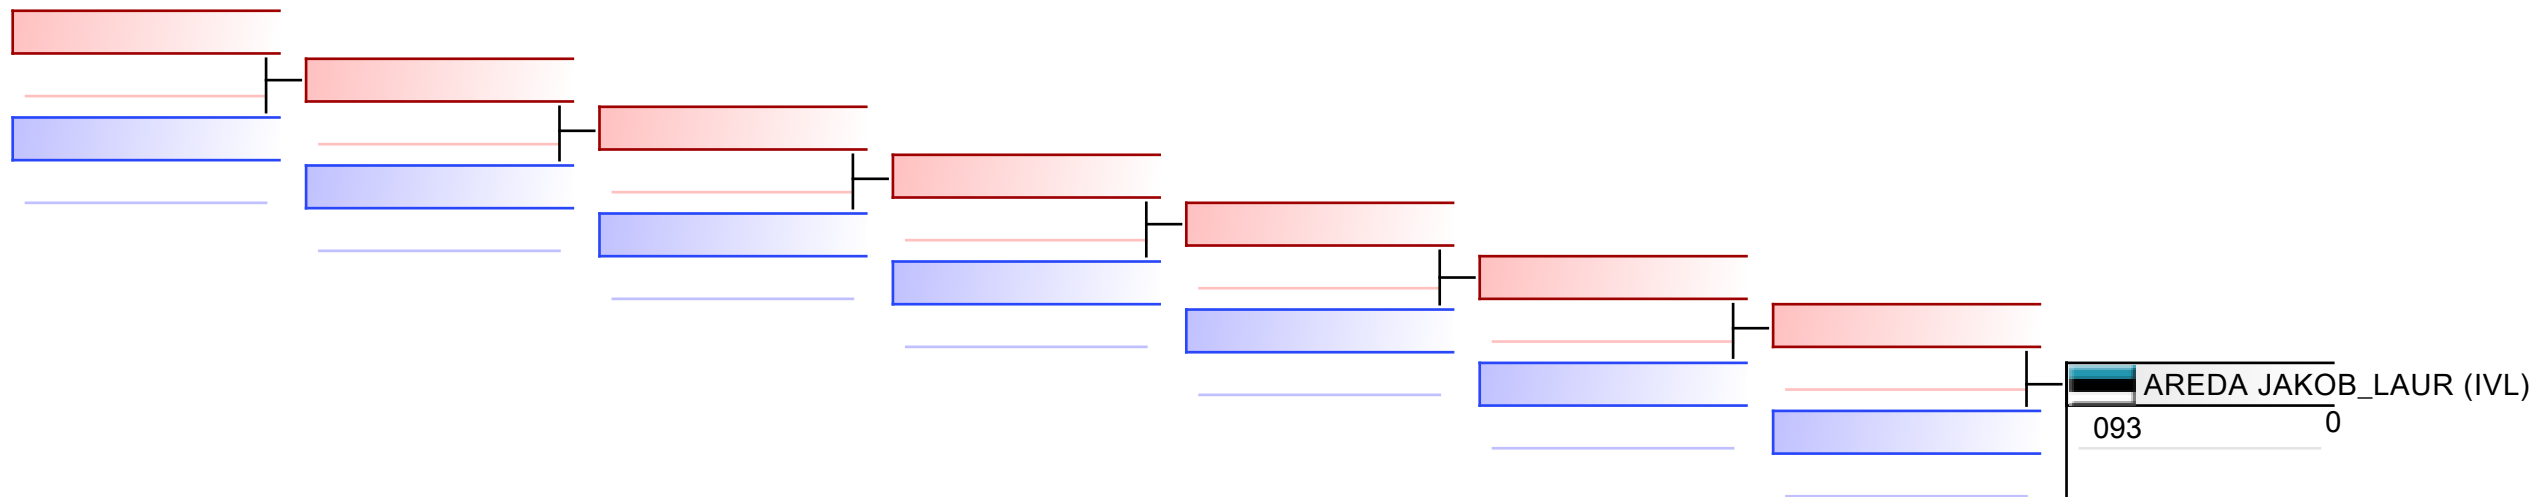 AREDA JAKOB_LAUR (IVL)
093 0